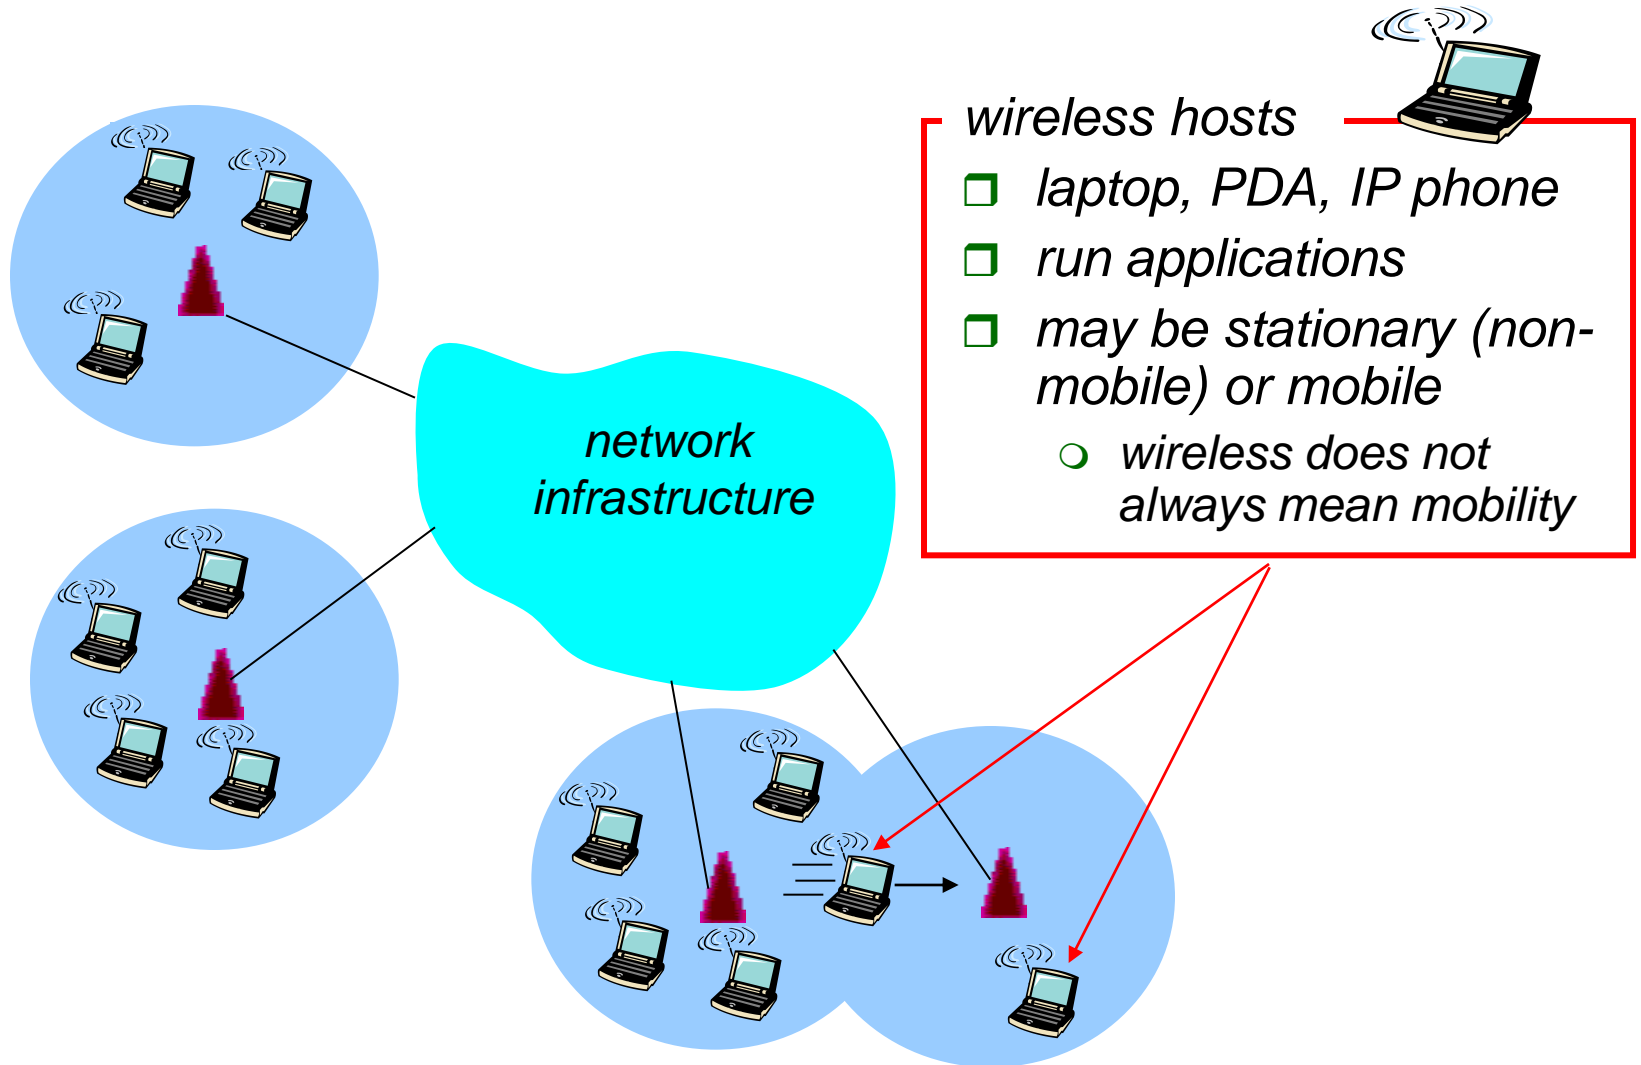 wireless hosts
laptop, PDA, IP phone
run applications
may be stationary (non-
mobile) or mobile
wireless does not
always mean mobility
network
infrastructure